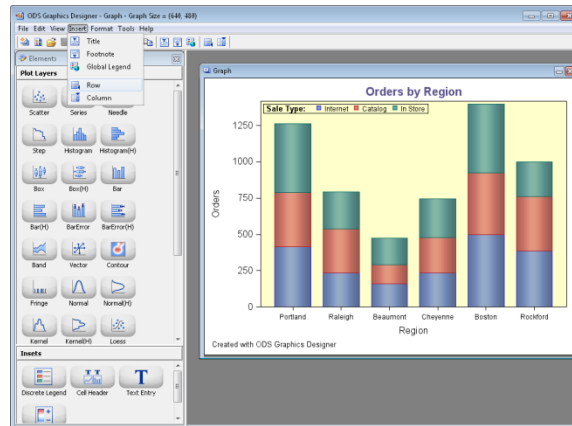 ODS Graphics Designer - Graph - Graph Size = (640, 480)
File Edit View Insert Format Tools Help
Title
Footnote
Global Legend
Row
Column
Elements
Plot Layers
Scatter Series Needle
Step Histogram Histogram(H)
Box Box(H) Bar
Bar(H) BarError BarError(H)
Band Vector Contour
Fringe Normal Normal(H)
Kernel Kernel(H) Loess
Insets
Discrete Legend Cell Header Text Entry
Graph
Orders by Region
Sale Type: Internet Catalog In Store
1250
1000
750
500
250
0
Orders
Portland Raleigh Beaumont Cheyenne Boston Rockford
Region
Created with ODS Graphics Designer